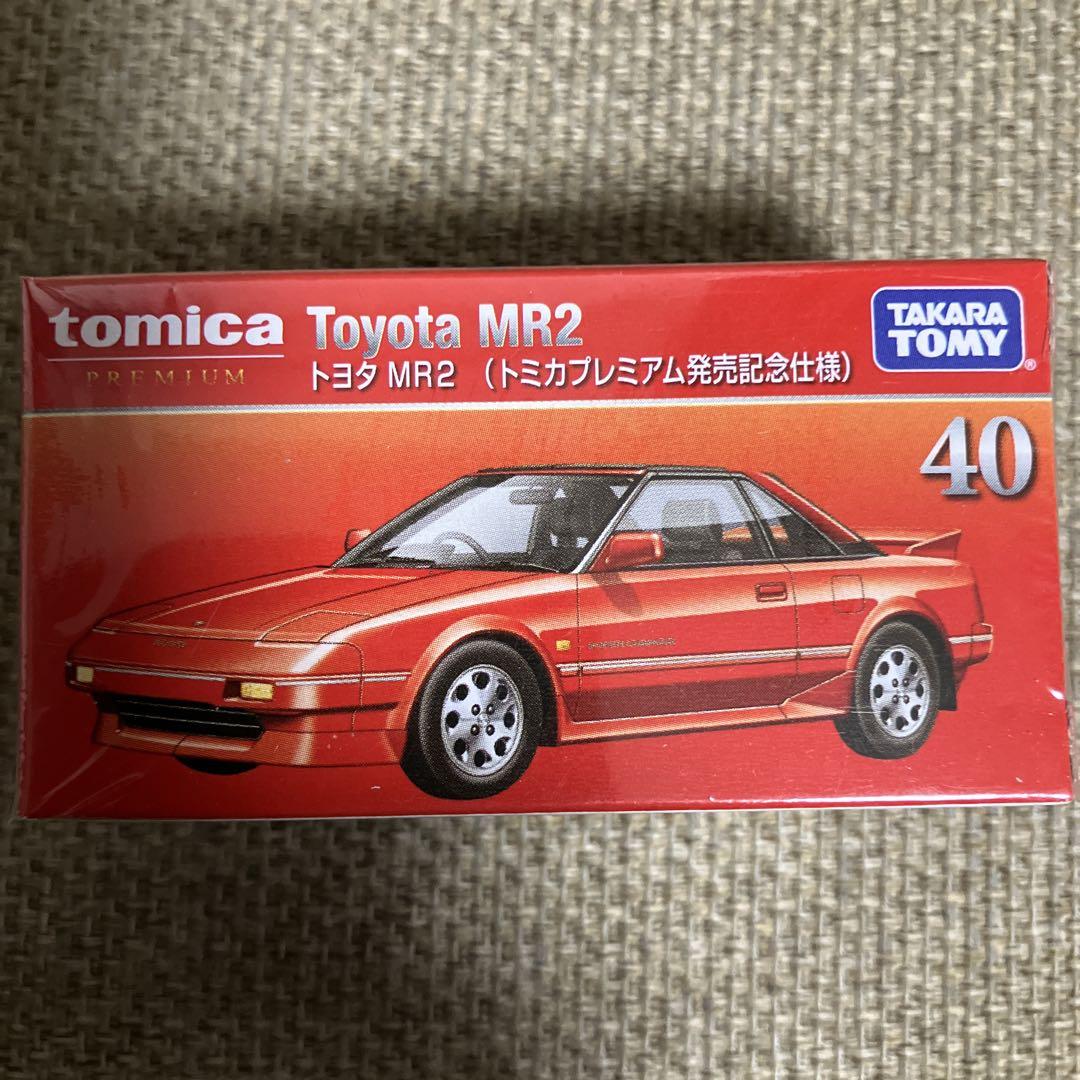 tomica
PREMIUM
Toyota MR2
トヨタ MR2 （トミカプレミアム発売記念仕様）
TAKARA
TOMY
®
40